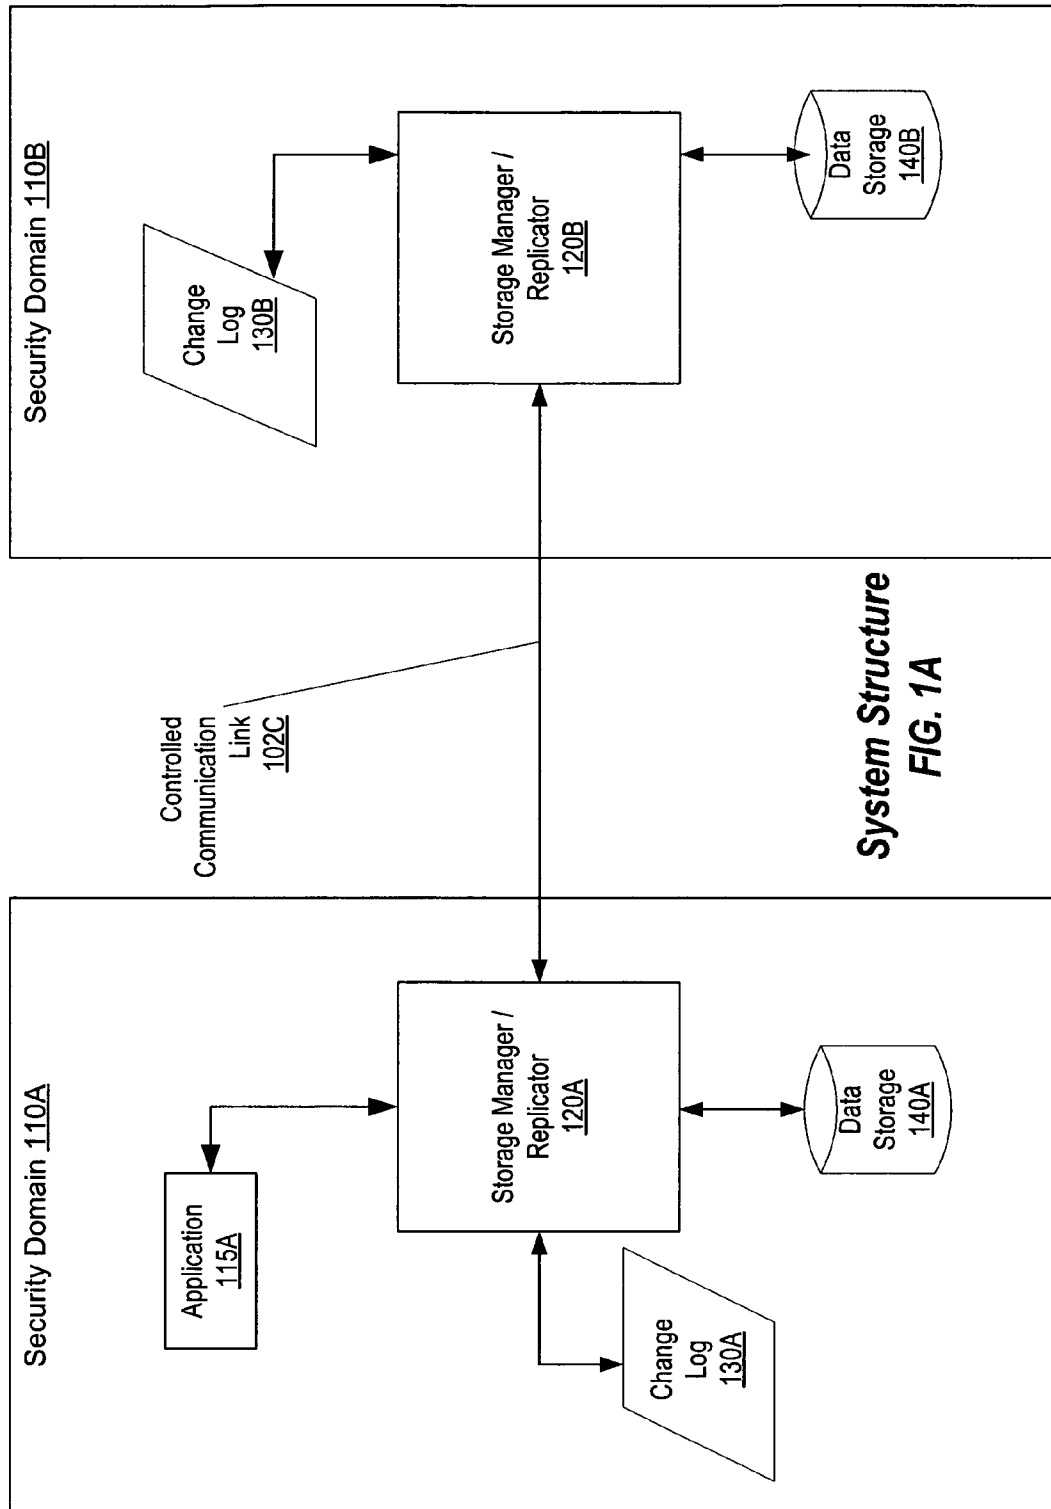 Security Domain 110A
Application
115A
Storage Manager /
Replicator
120A
Change
Log
130A
Data
Storage
140A
Controlled
Communication
Link
102C
Security Domain 110B
Change
Log
130B
Storage Manager /
Replicator
120B
Data
Storage
140B
System Structure
FIG. 1A